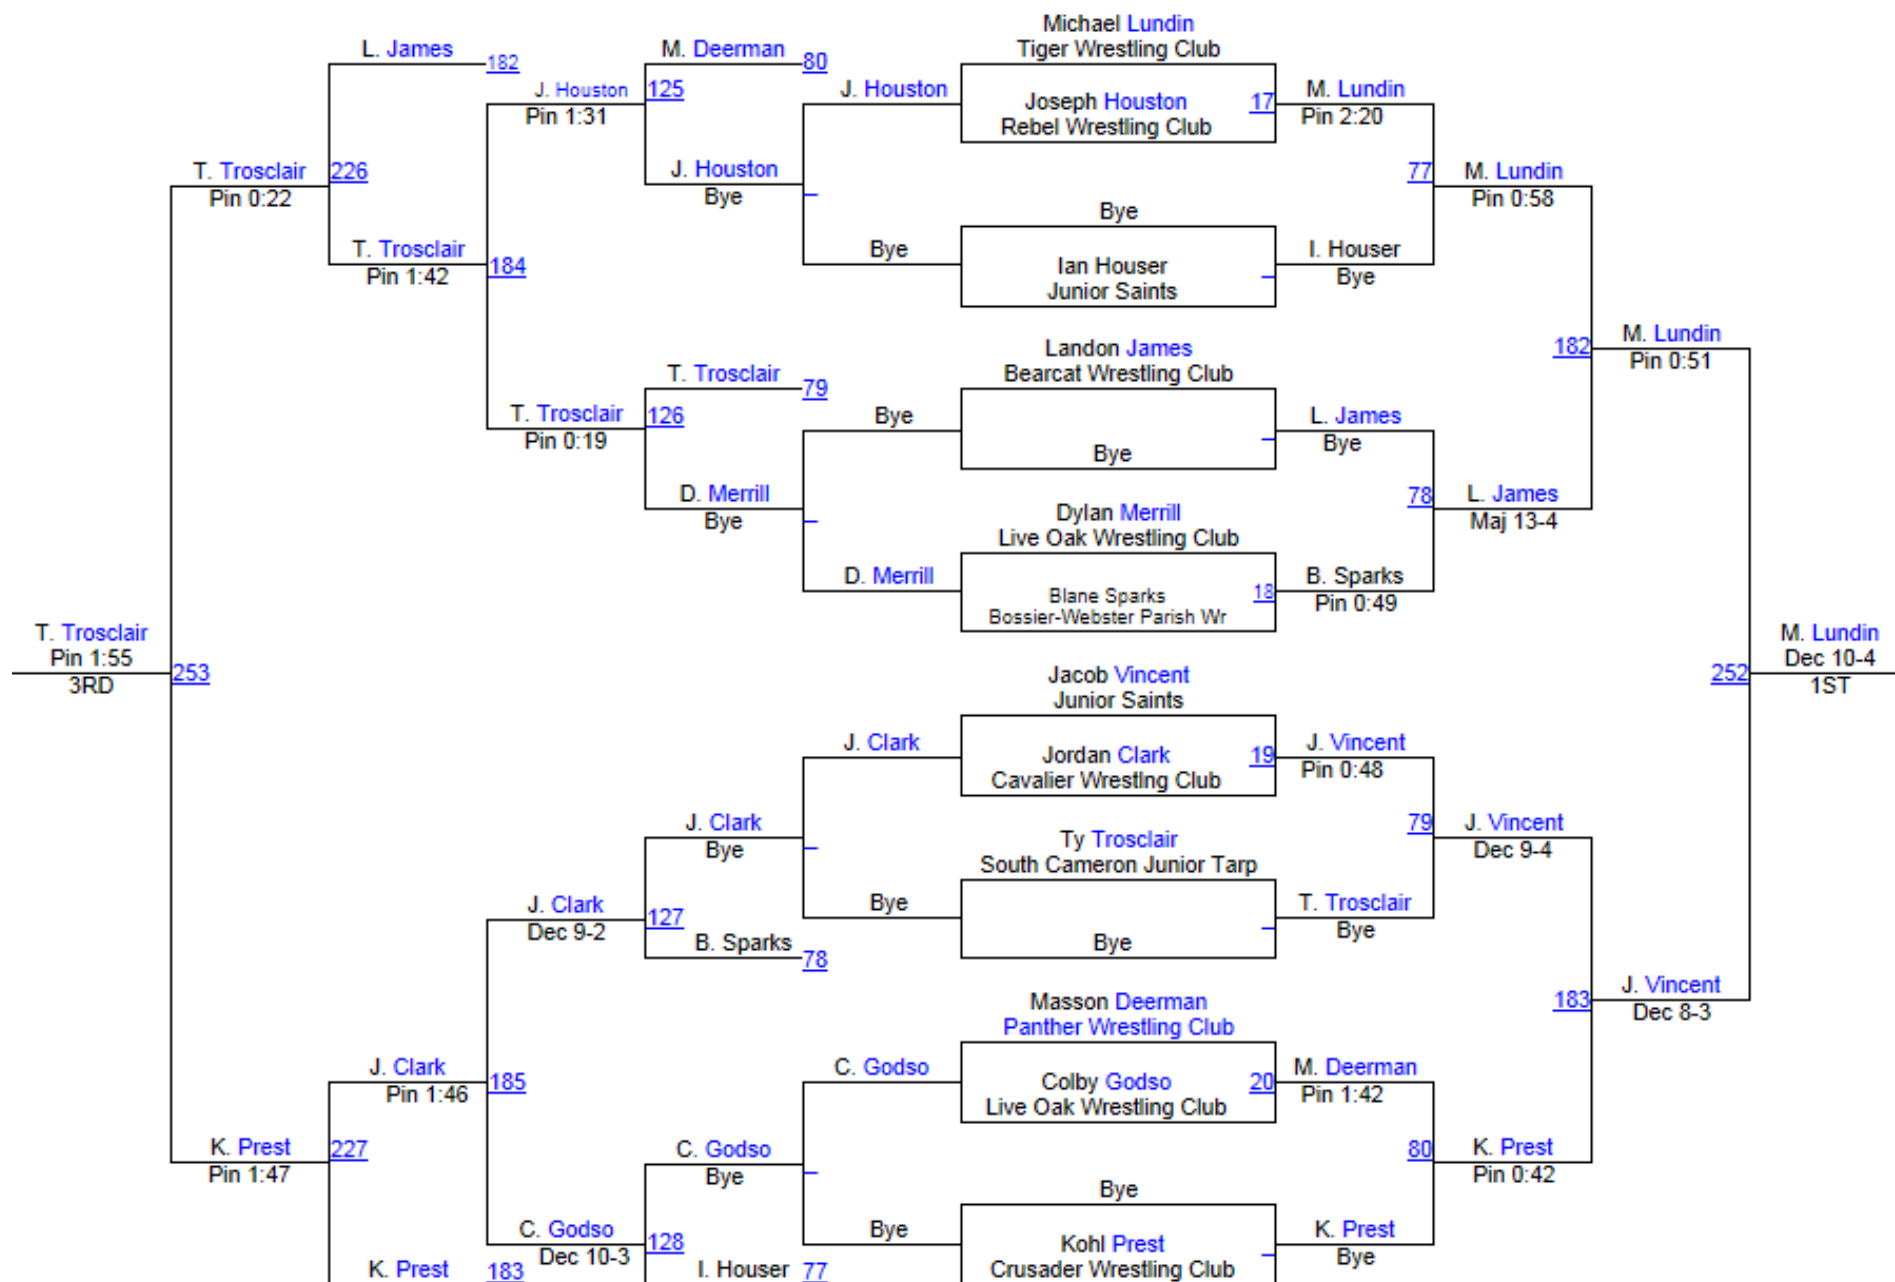 Michael Lundin
L. James
M. Deerman
Tiger Wrestling Club
182
80
J. Houston
125
J. Houston
Joseph Houston
17
M. Lundin
Pin 1:31
Rebel Wrestling Club
Pin 2:20
T. Trosclair
226
J. Houston
77
M. Lundin
Pin 0:22
Bye
Pin 0:58
Bye
T. Trosclair
Bye
I. Houser
Pin 1:42
184
Ian Houser
Bye
Junior Saints
Landon James
182
M. Lundin
T. Trosclair
Bearcat Wrestling Club
Pin 0:51
79
T. Trosclair
126
Bye
L. James
Pin 0:19
Bye
Bye
D. Merrill
78
L. James
Bye
Dylan Merrill
Maj 13-4
Live Oak Wrestling Club
D. Merrill
Blane Sparks
18
B. Sparks
Bossier-Webster Parish Wr
Pin 0:49
T. Trosclair
M. Lundin
Pin 1:55
Dec 10-4
253
Jacob Vincent
252
3RD
Junior Saints
1ST
J. Clark
Jordan Clark
19
J. Vincent
Cavalier Wrestlng Club
Pin 0:48
J. Clark
79
J. Vincent
Bye
Ty Trosclair
Dec 9-4
South Cameron Junior Tarp
J. Clark
127
Bye
T. Trosclair
Dec 9-2
Bye
Bye
B. Sparks
78
Masson Deerman
183
J. Vincent
Panther Wrestling Club
Dec 8-3
J. Clark
185
C. Godso
Colby Godso
20
M. Deerman
Pin 1:46
Live Oak Wrestling Club
Pin 1:42
K. Prest
227
C. Godso
80
K. Prest
Pin 1:47
Bye
Pin 0:42
Bye
C. Godso
128
Bye
Kohl Prest
K. Prest
Dec 10-3
Bye
K. Prest
183
I. Houser
77
Crusader Wrestling Club